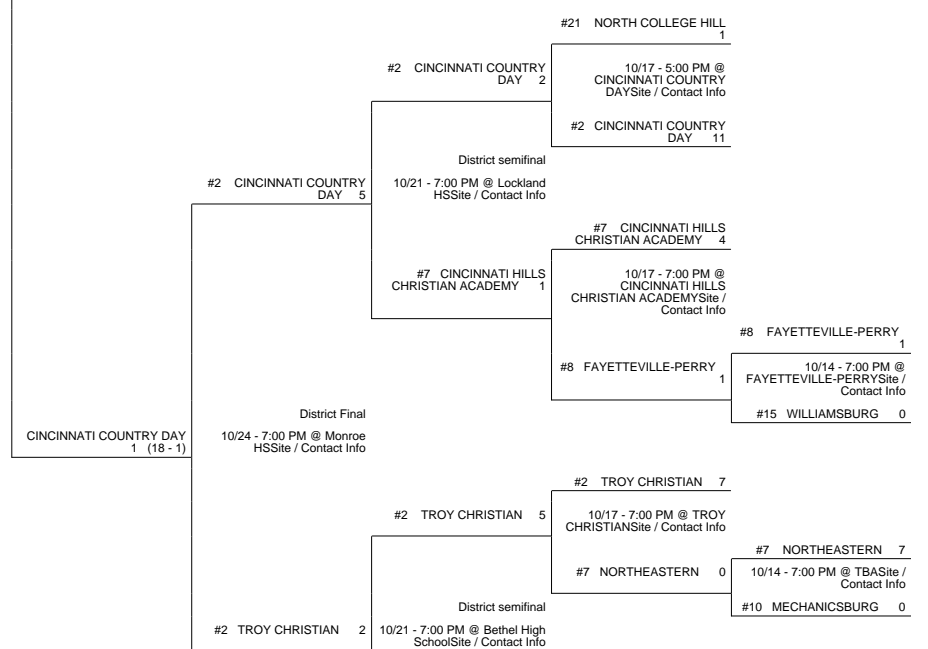 #21 NORTH COLLEGE HILL
1
#2 CINCINNATI COUNTRY
DAY 2
10/17 - 5:00 PM @
CINCINNATI COUNTRY
DAYSite / Contact Info
#2 CINCINNATI COUNTRY
DAY 11
District semifinal
#2 CINCINNATI COUNTRY
DAY 5
10/21 - 7:00 PM @ Lockland
HSSite / Contact Info
#7 CINCINNATI HILLS
CHRISTIAN ACADEMY 4
#7 CINCINNATI HILLS
CHRISTIAN ACADEMY 1
10/17 - 7:00 PM @
CINCINNATI HILLS
CHRISTIAN ACADEMYSite /
Contact Info
#8 FAYETTEVILLE-PERRY
1
#8 FAYETTEVILLE-PERRY
1
10/14 - 7:00 PM @
FAYETTEVILLE-PERRYSite /
Contact Info
#15 WILLIAMSBURG 0
District Final
CINCINNATI COUNTRY DAY
1 (18 - 1)
10/24 - 7:00 PM @ Monroe
HSSite / Contact Info
#2 TROY CHRISTIAN 7
#2 TROY CHRISTIAN 5
10/17 - 7:00 PM @ TROY
CHRISTIANSite / Contact Info
#7 NORTHEASTERN 7
#7 NORTHEASTERN 0
10/14 - 7:00 PM @ TBASite /
Contact Info
#10 MECHANICSBURG 0
District semifinal
#2 TROY CHRISTIAN 2
10/21 - 7:00 PM @ Bethel High
SchoolSite / Contact Info